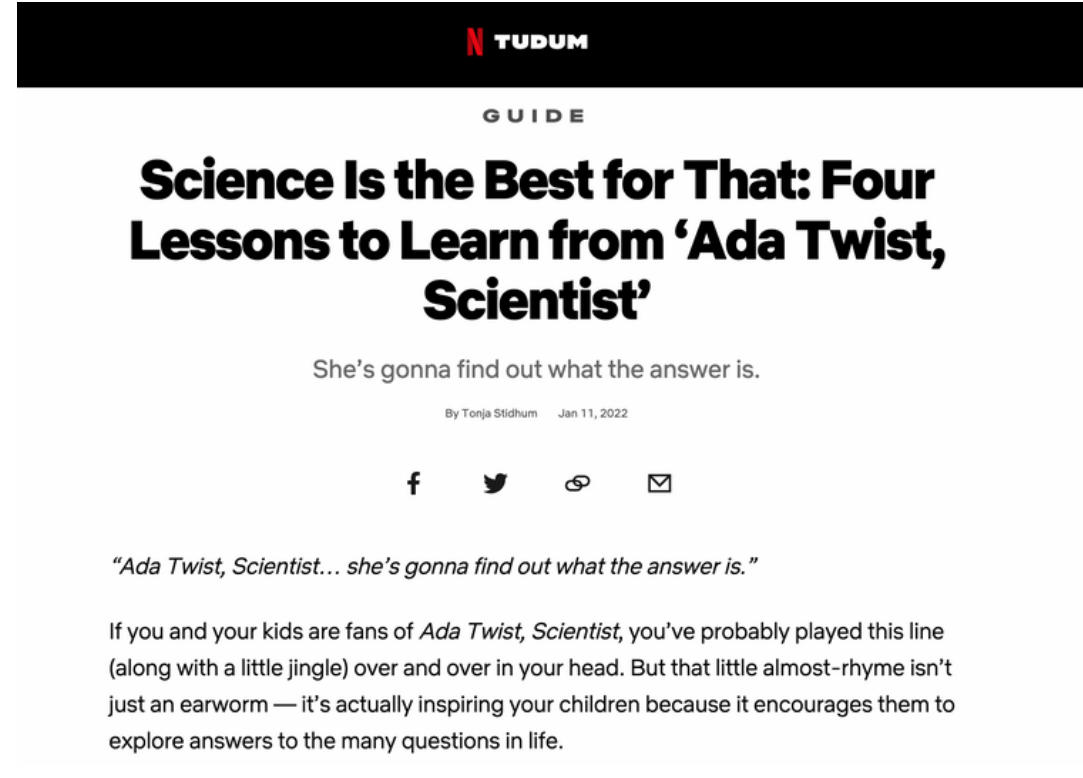 N TUDUM
GUIDE
Science Is the Best for That: Four
Lessons to Learn from ‘Ada Twist,
Scientist’
She’s gonna find out what the answer is.
By Tonja Stidhum Jan 11, 2022
“Ada Twist, Scientist… she’s gonna find out what the answer is.”
If you and your kids are fans of Ada Twist, Scientist, you’ve probably played this line
(along with a little jingle) over and over in your head. But that little almost-rhyme isn’t
just an earworm — it’s actually inspiring your children because it encourages them to
explore answers to the many questions in life.